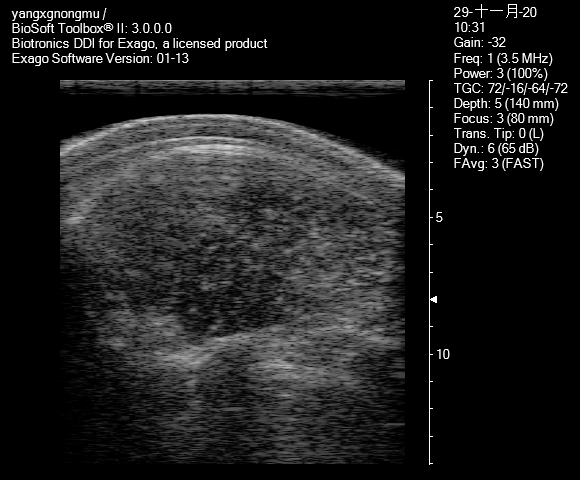 yangxgnongmu /
BioSoft Toolbox® II: 3.0.0.0
Biotronics DDI for Exago, a licensed product
Exago Software Version: 01-13
29-十一月-20
10:31
Gain: -32
Freq: 1 (3.5 MHz)
Power: 3 (100%)
TGC: 72/-16/-64/-72
Depth: 5 (140 mm)
Focus: 3 (80 mm)
Trans. Tip: 0 (L)
Dyn.: 6 (65 dB)
FAvg: 3 (FAST)
5
10